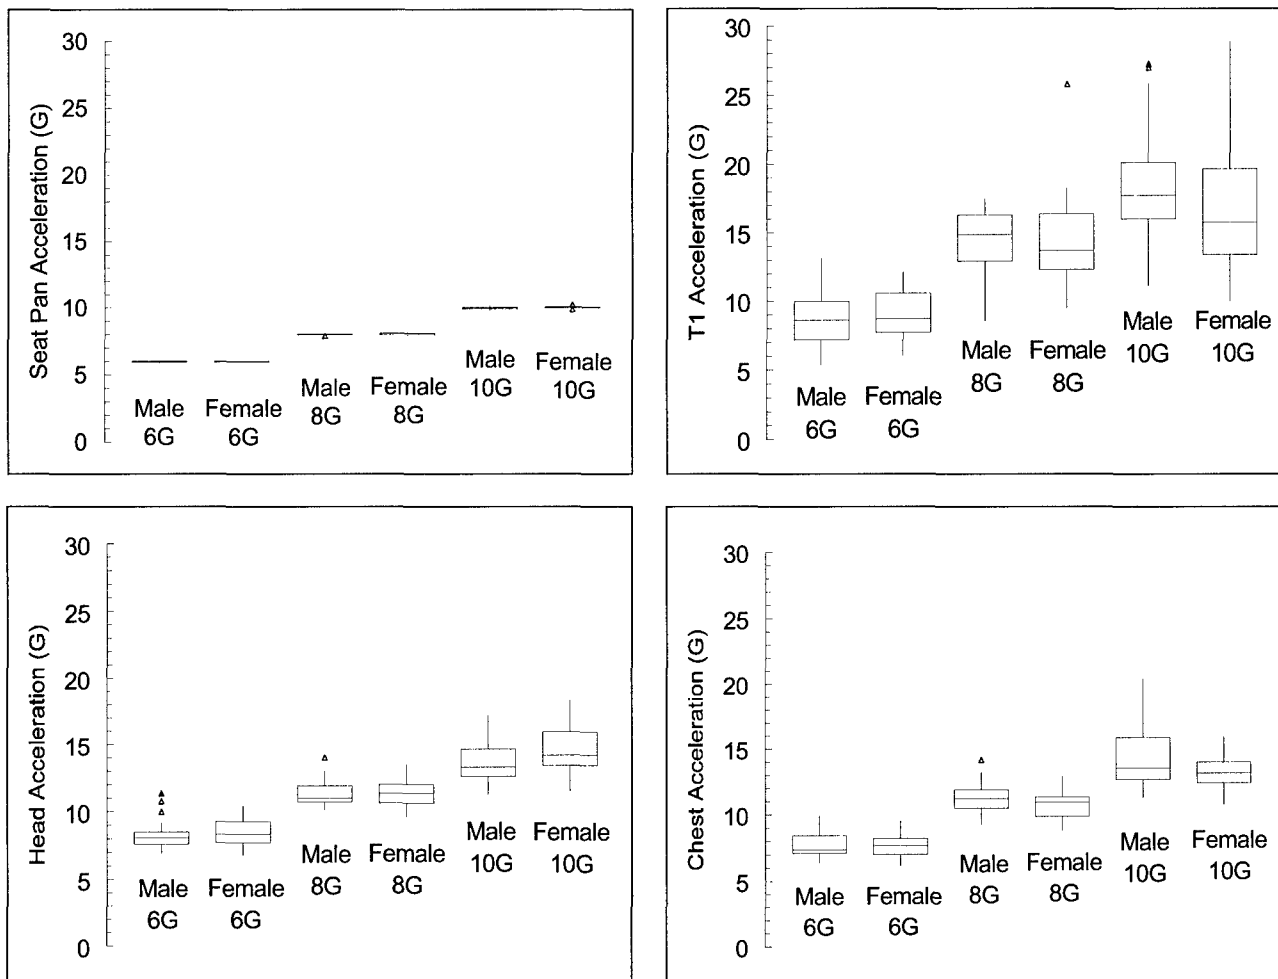 Seat Pan Acceleration (G)
30
25
20
15
10
5
0
Male
6G
Female
6G
Male
8G
Female
8G
Male
10G
Female
10G
T1 Acceleration (G)
30
25
20
15
10
5
0
Male
6G
Female
6G
Male
8G
Female
8G
Male
10G
Female
10G
Head Acceleration (G)
30
25
20
15
10
5
0
Male
6G
Female
6G
Male
8G
Female
8G
Male
10G
Female
10G
Chest Acceleration (G)
30
25
20
15
10
5
0
Male
6G
Female
6G
Male
8G
Female
8G
Male
10G
Female
10G